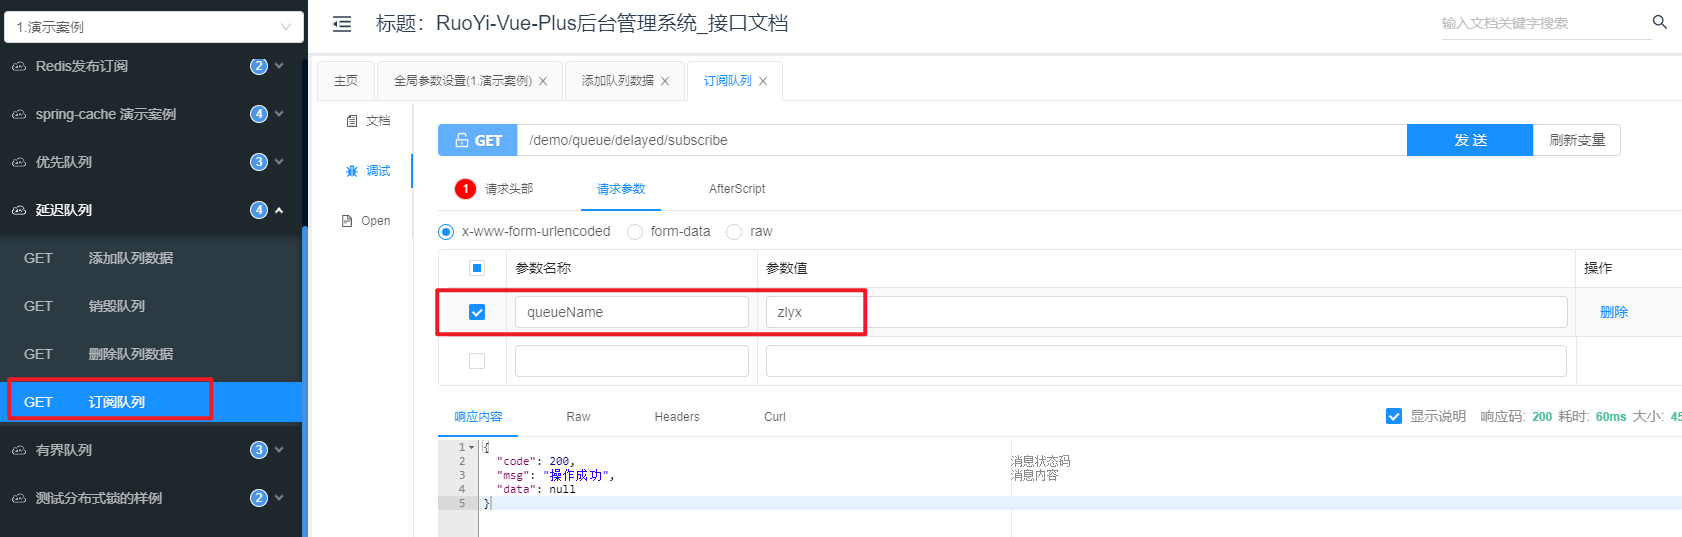 1.演示案例
Redis发布订阅 2
spring-cache 演示案例 4
优先队列 3
延迟队列 4
GET 添加队列数据
GET 销毁队列
GET 删除队列数据
GET 订阅队列
有界队列 3
测试分布式锁的样例 2
标题：RuoYi-Vue-Plus后台管理系统_接口文档
输入文档关键字搜索
主页 全局参数设置(1.演示案例) 添加队列数据 订阅队列
文档
调试
Open
GET /demo/queue/delayed/subscribe 发 送 刷新变量
1 请求头部 请求参数 AfterScript
x-www-form-urlencoded form-data raw
参数名称 参数值 操作
queueName zlyx 删除
响应内容 Raw Headers Curl 显示说明 响应码: 200 耗时: 60ms 大小: 45
1 {
2 "code": 200, 消息状态码
3 "msg": "操作成功", 消息内容
4 "data": null
5 }